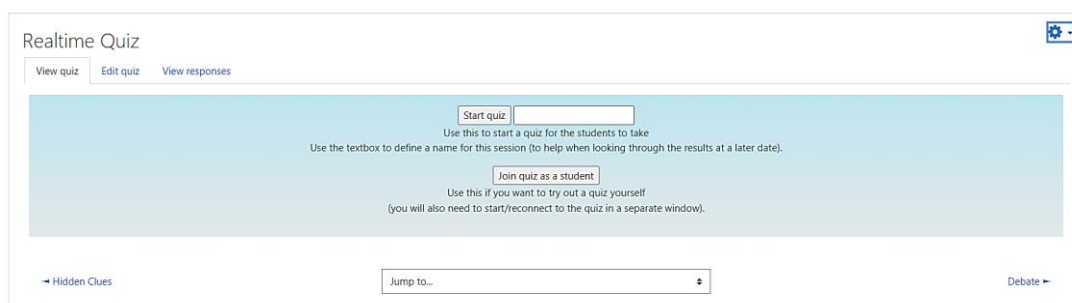 Realtime Quiz
View quiz Edit quiz View responses
Start quiz
Use this to start a quiz for the students to take
Use the textbox to define a name for this session (to help when looking through the results at a later date).
Join quiz as a student
Use this if you want to try out a quiz yourself
(you will also need to start/reconnect to the quiz in a separate window).
◄ Hidden Clues Jump to... Debate ►